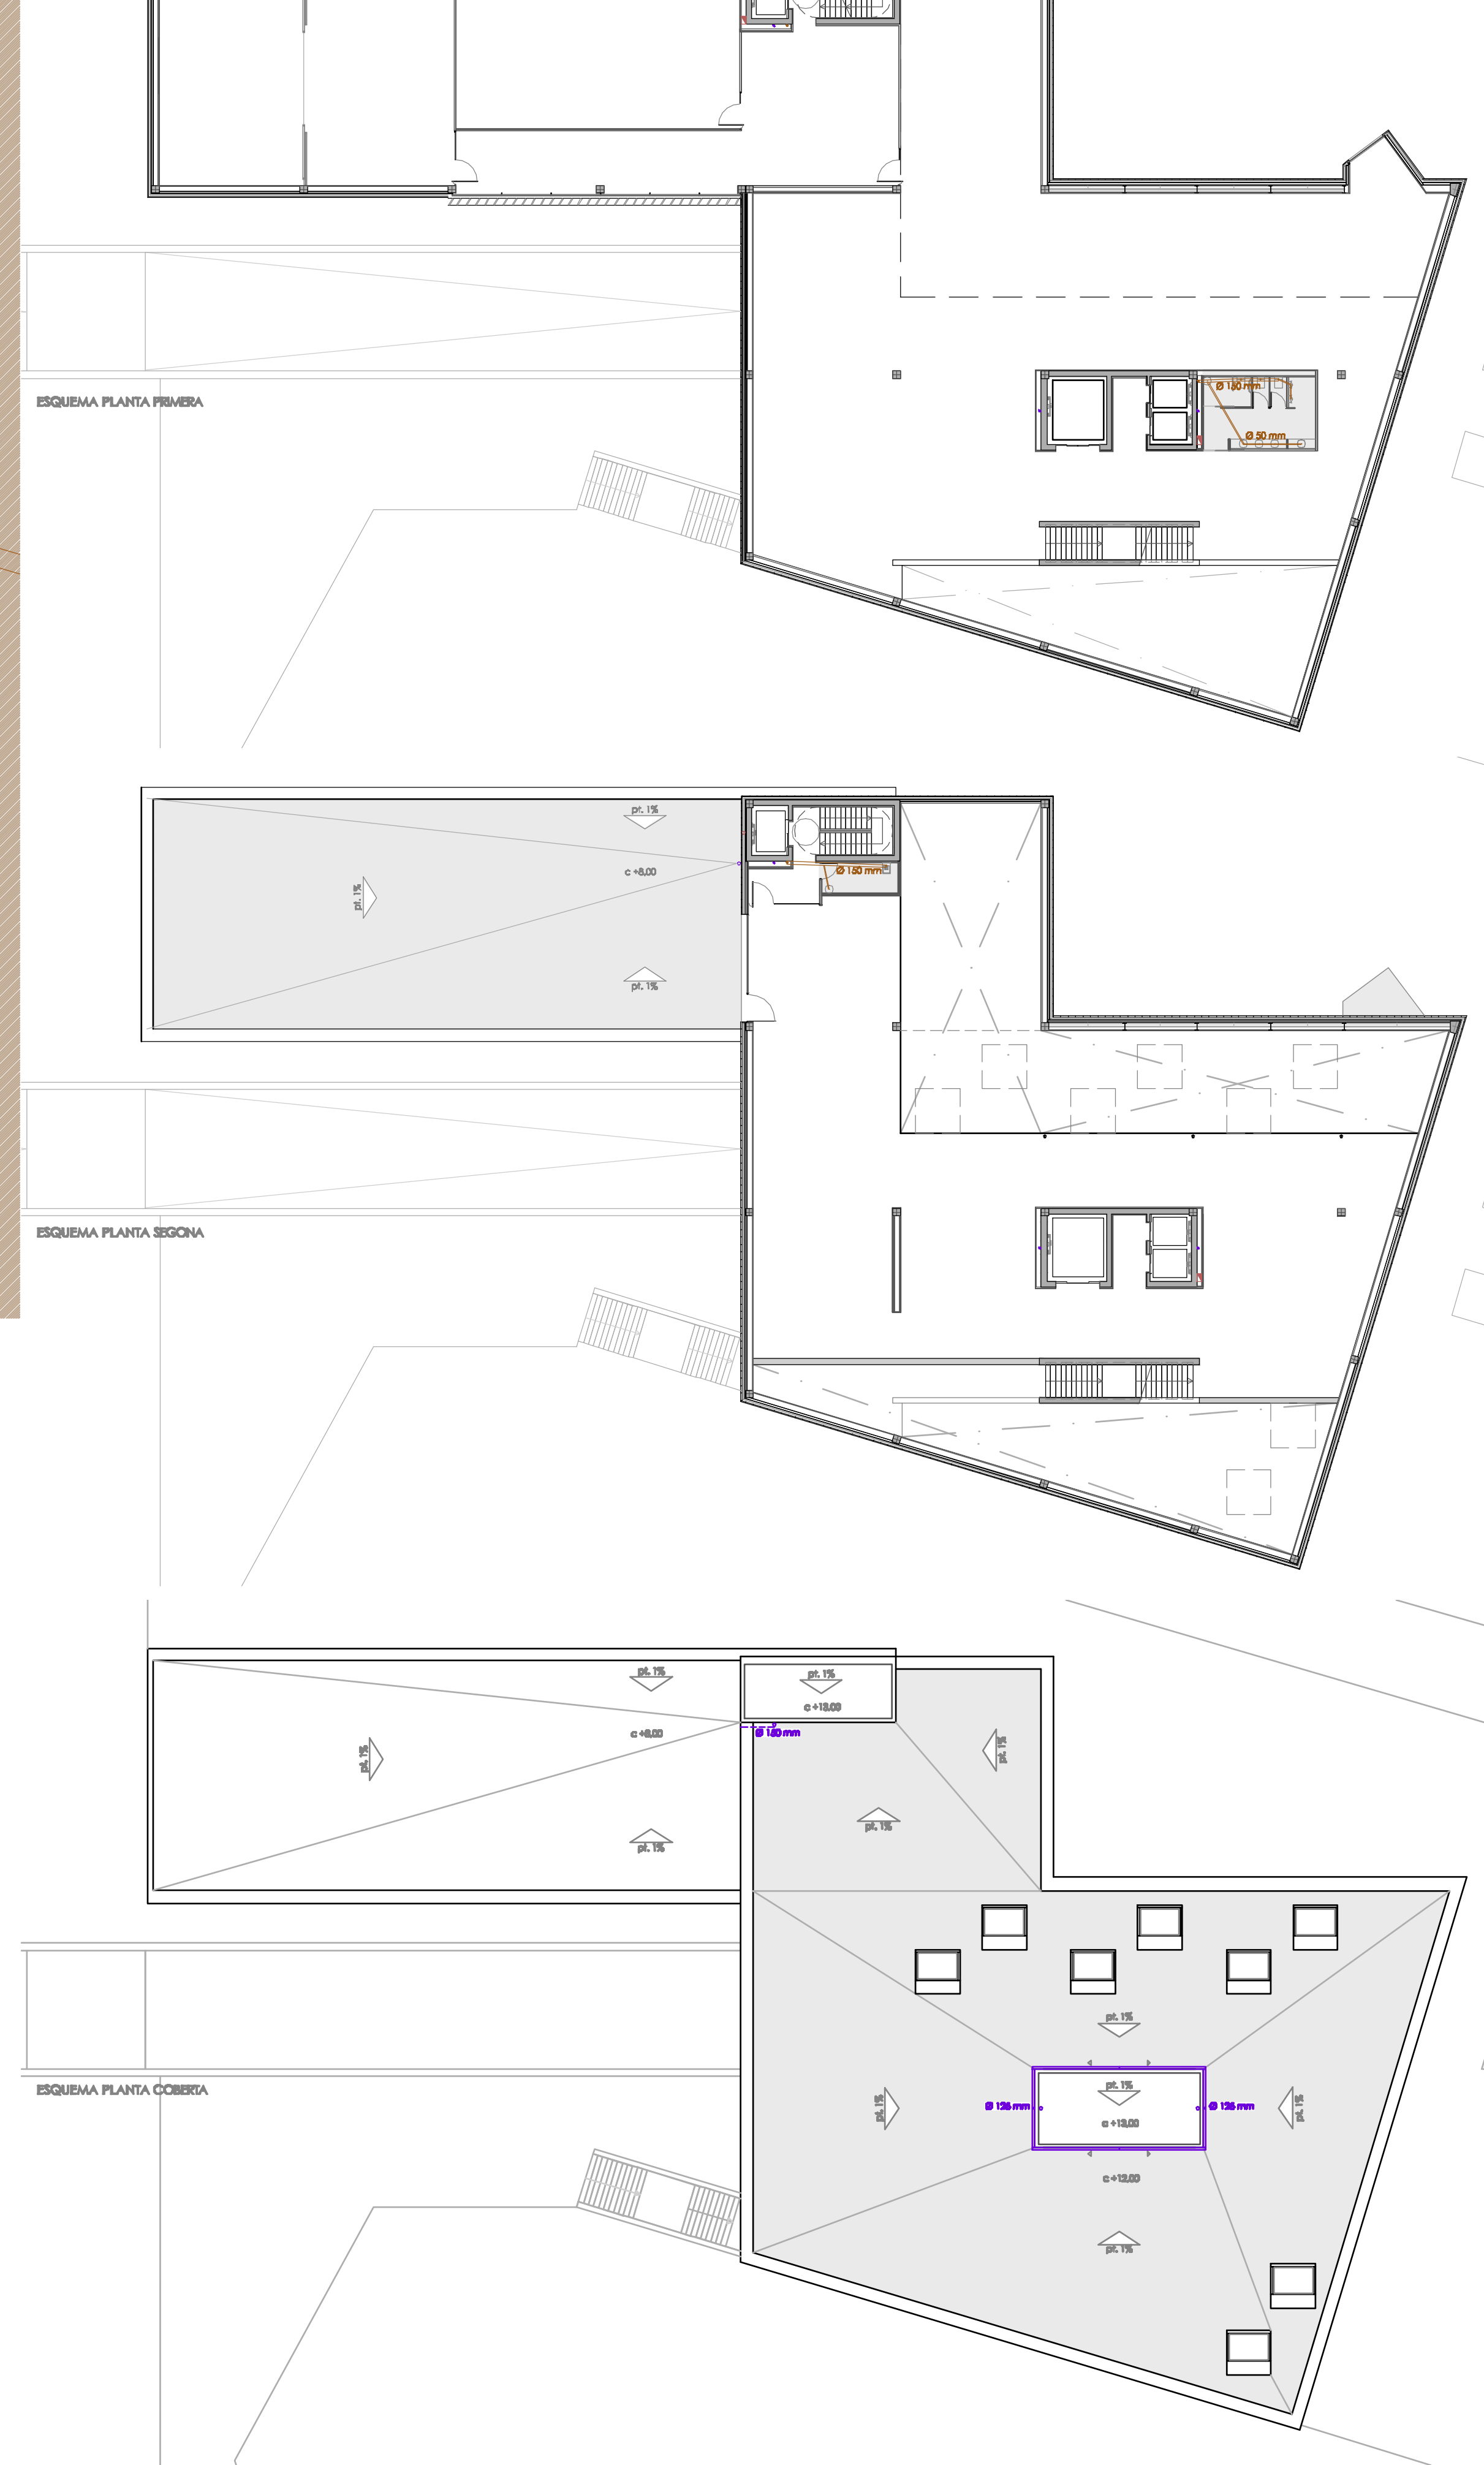 Ø 150 mm
Ø 50 mm
ESQUEMA PLANTA PRIMERA
pt. 1%
c +8,00
Ø 150 mm
pt. 1%
pt. 1%
ESQUEMA PLANTA SEGONA
pt. 1%
pt. 1%
c +13.00
c +8,00
Ø 150 mm
pt. 1%
pt. 1%
pt. 1%
pt. 1%
pt. 1%
ESQUEMA PLANTA COBERTA
pt. 1%
Ø 125 mm
Ø 125 mm
pt. 1%
pt. 1%
c +13,00
c +12,00
pt. 1%